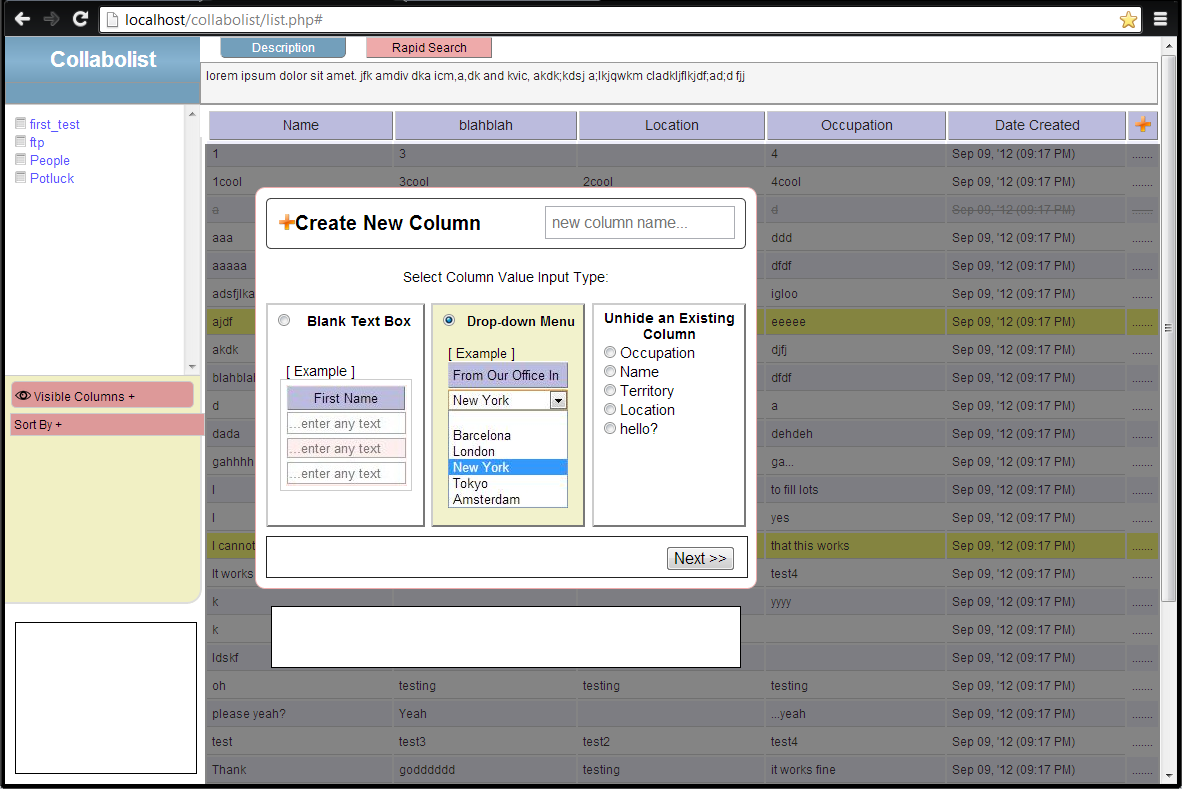 localhost/collabolist/list.php#
Collabolist
Description
Rapid Search
lorem ipsum dolor sit amet. jfk amdiv dka icm,a,dk and kvic, akdk;kdsj a;lkjqwkm cladkljflkjdf;ad;d fjj
first_test
ftp
People
Potluck
Visible Columns +
Sort By +
Name blahblah Location Occupation Date Created
1 3 4 Sep 09, '12 (09:17 PM) .......
1cool 3cool 2cool 4cool Sep 09, '12 (09:17 PM) .......
a d Sep 09, '12 (09:17 PM) .......
aaa ddd Sep 09, '12 (09:17 PM) .......
aaaaa dfdf Sep 09, '12 (09:17 PM) .......
adsfjlka igloo Sep 09, '12 (09:17 PM) .......
ajdf eeeee Sep 09, '12 (09:17 PM) .......
akdk djfj Sep 09, '12 (09:17 PM) .......
blahblal dfdf Sep 09, '12 (09:17 PM) .......
d a Sep 09, '12 (09:17 PM) .......
dada dehdeh Sep 09, '12 (09:17 PM) .......
gahhhh ga... Sep 09, '12 (09:17 PM) .......
I to fill lots Sep 09, '12 (09:17 PM) .......
I yes Sep 09, '12 (09:17 PM) .......
I cannot that this works Sep 09, '12 (09:17 PM) .......
It works test4 Sep 09, '12 (09:17 PM) .......
k yyyy Sep 09, '12 (09:17 PM) .......
k Sep 09, '12 (09:17 PM) .......
ldskf Sep 09, '12 (09:17 PM) .......
oh testing testing testing Sep 09, '12 (09:17 PM) .......
please yeah? Yeah ...yeah Sep 09, '12 (09:17 PM) .......
test test3 test2 test4 Sep 09, '12 (09:17 PM) .......
Thank godddddd testing it works fine Sep 09, '12 (09:17 PM) .......
Create New Column
new column name...
Select Column Value Input Type:
Blank Text Box
[ Example ]
First Name
...enter any text
...enter any text
...enter any text
Drop-down Menu
[ Example ]
From Our Office In
New York
Barcelona
London
New York
Tokyo
Amsterdam
Unhide an Existing
Column
Occupation
Name
Territory
Location
hello?
Next >>